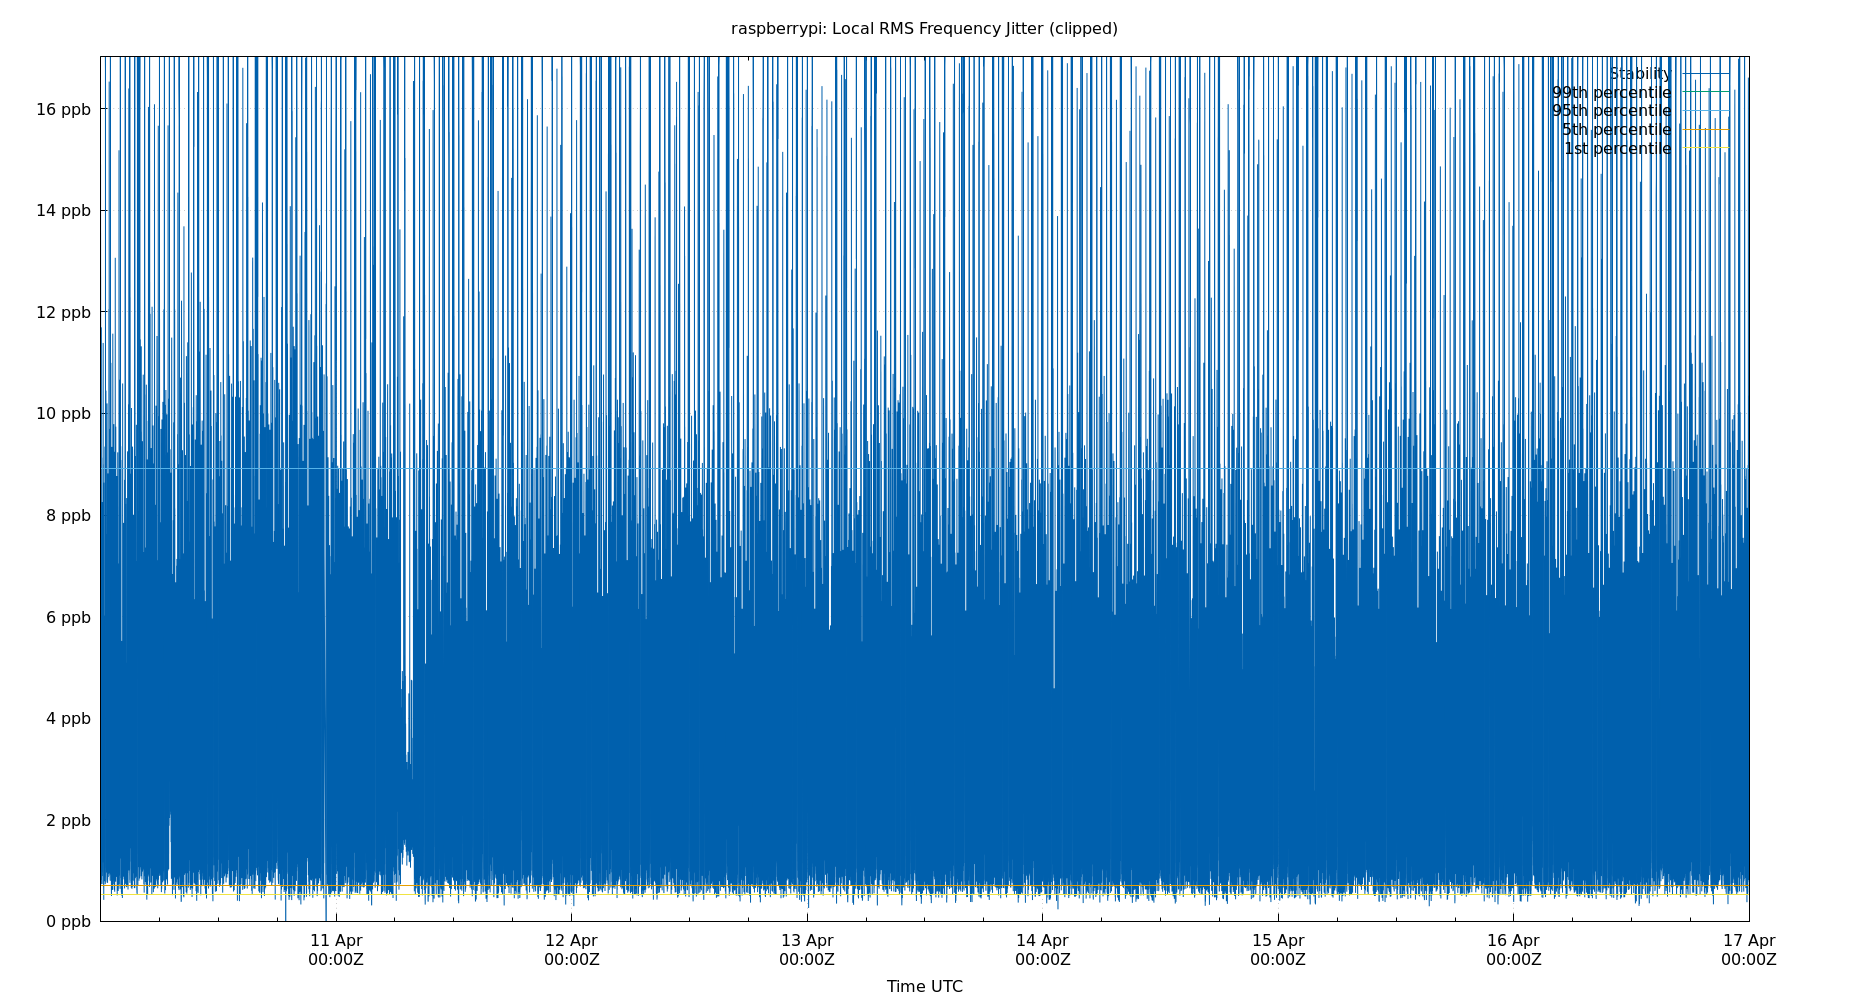 raspberrypi: Local RMS Frequency Jitter (clipped)
Stability
99th percentile
95th percentile
5th percentile
1st percentile
16 ppb
14 ppb
12 ppb
10 ppb
8 ppb
6 ppb
4 ppb
2 ppb
0 ppb
11 Apr 12 Apr 13 Apr 14 Apr 15 Apr 16 Apr 17 Apr
00:00Z 00:00Z 00:00Z 00:00Z 00:00Z 00:00Z 00:00Z
Time UTC